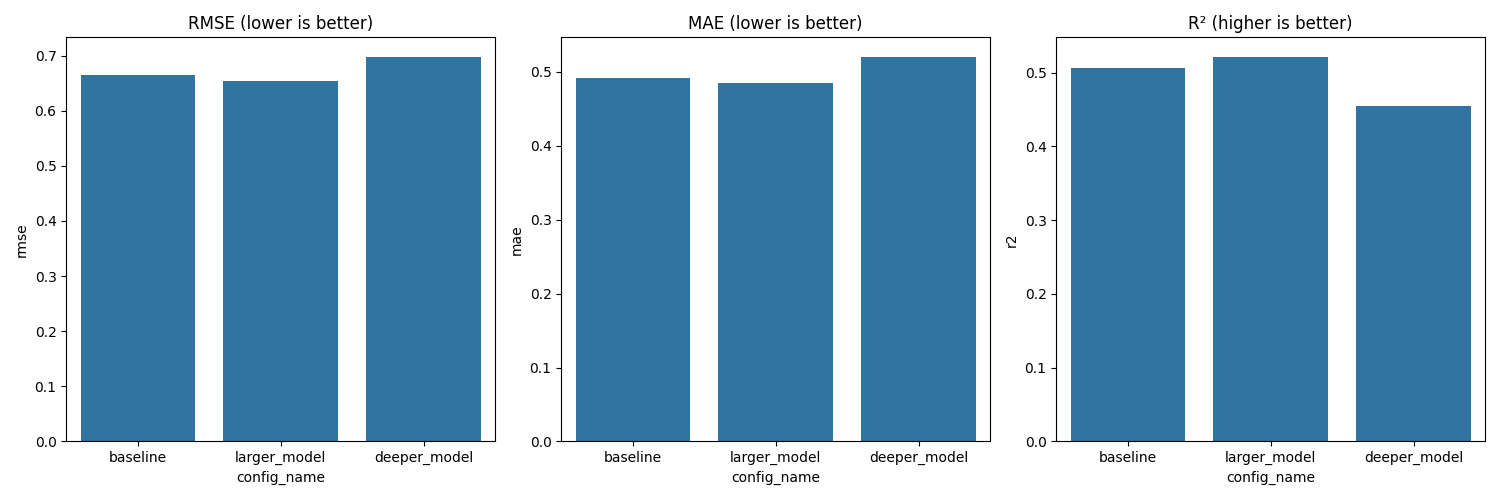 RMSE (lower is better)
rmse
0.7
0.6
0.5
0.4
0.3
0.2
0.1
0.0
baseline
larger_model
deeper_model
config_name
MAE (lower is better)
mae
0.5
0.4
0.3
0.2
0.1
0.0
baseline
larger_model
deeper_model
config_name
R² (higher is better)
r2
0.5
0.4
0.3
0.2
0.1
0.0
baseline
larger_model
deeper_model
config_name